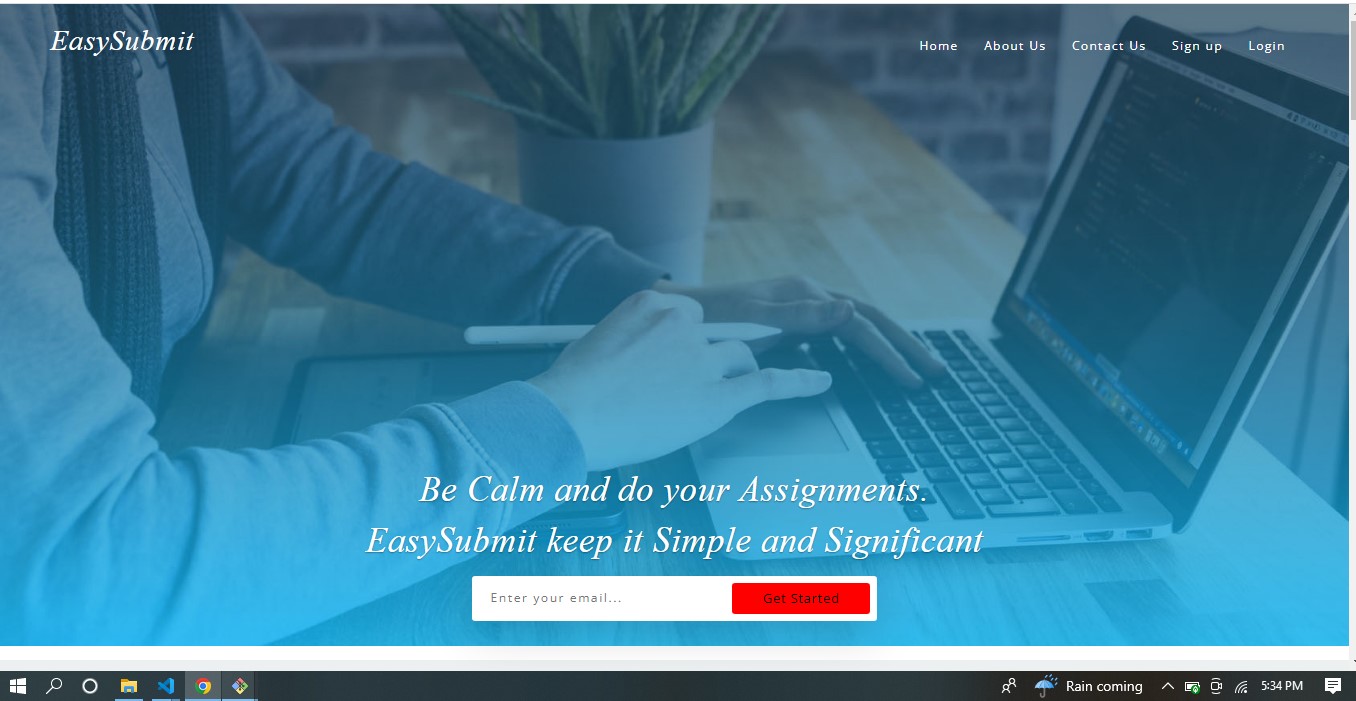 EasySubmit
Home About Us Contact Us Sign up Login
Be Calm and do your Assignments.
EasySubmit keep it Simple and Significant
Enter your email... Get Started
Rain coming 5:34 PM